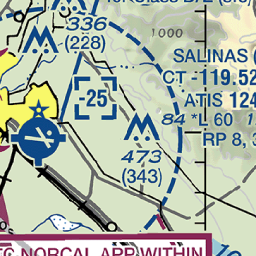 336
(228)
1000
SALINAS (
CT - 119.52
-25
ATIS 124
84 *L 60
RP 8, 3
473
(343)
NORCAL APP WITHIN